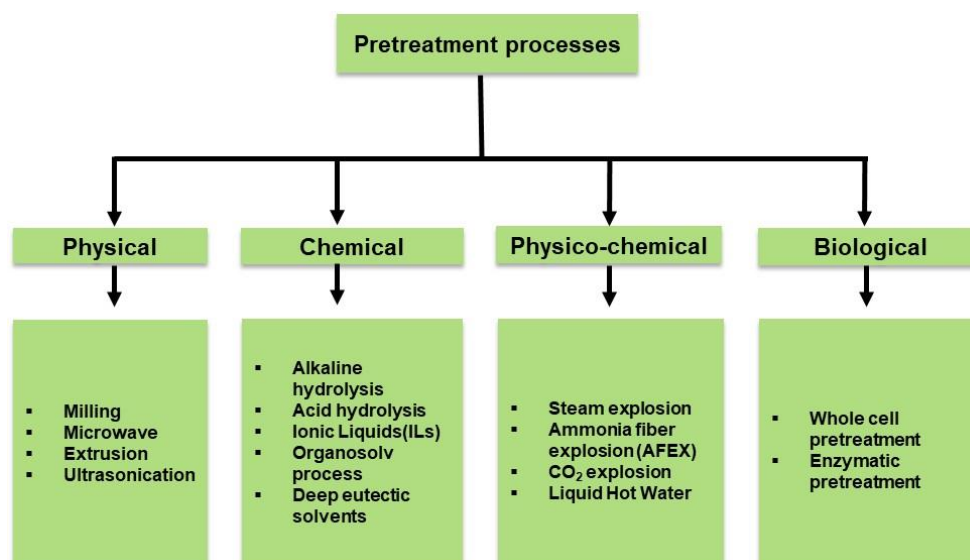 Pretreatment processes
Physical
Chemical
Physico-chemical
Biological
▪ Milling
▪ Microwave
▪ Extrusion
▪ Ultrasonication
▪ Alkaline
hydrolysis
▪ Acid hydrolysis
▪ Ionic Liquids(ILs)
▪ Organosolv
process
▪ Deep eutectic
solvents
▪ Steam explosion
▪ Ammonia fiber
explosion (AFEX)
▪ CO₂ explosion
▪ Liquid Hot Water
▪ Whole cell
pretreatment
▪ Enzymatic
pretreatment